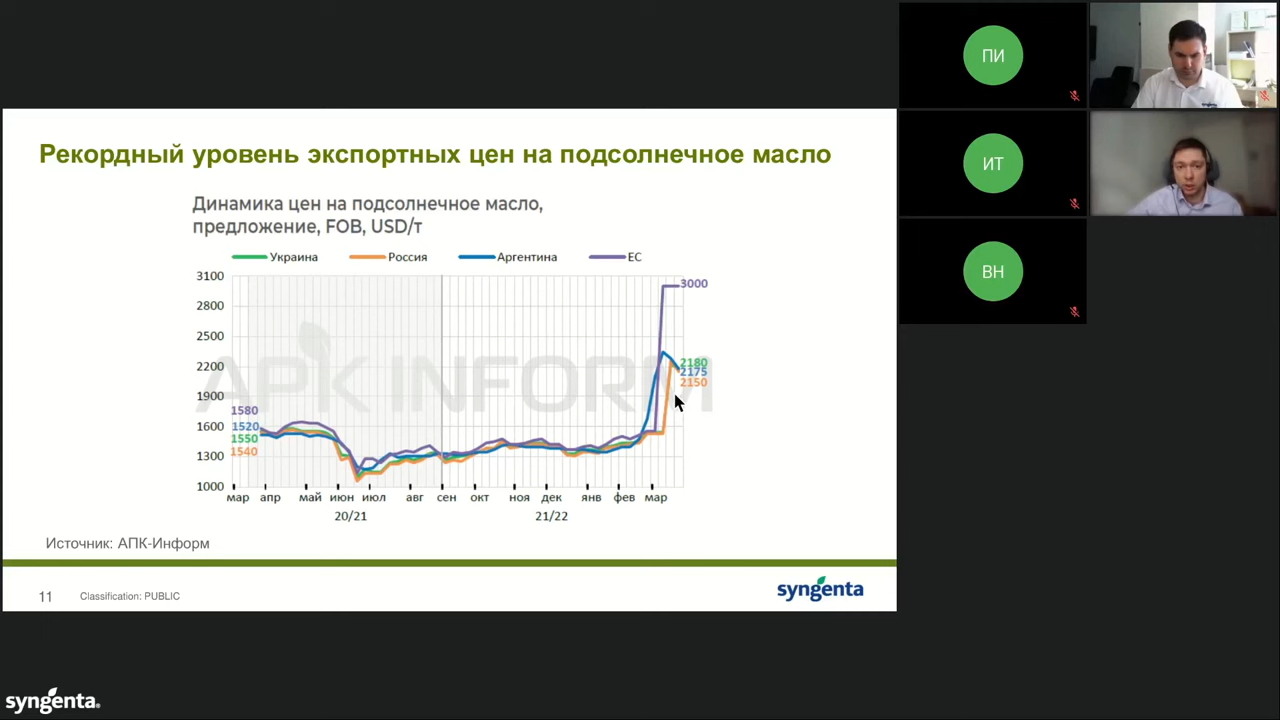 Рекордный уровень экспортных цен на подсолнечное масло
Динамика цен на подсолнечное масло,
предложение, FOB, USD/т
Украина Россия Аргентина ЕС
3100
2800
2500
2200
1900
1600
1300
1000
3000
2180
2175
2150
1580
1520
1550
1540
APK INFORM
мар апр май июн июл авг сен окт ноя дек янв фев мар
20/21 21/22
Источник: АПК-Информ
11 Classification: PUBLIC
syngenta
ПИ
ИТ
ВН
syngenta